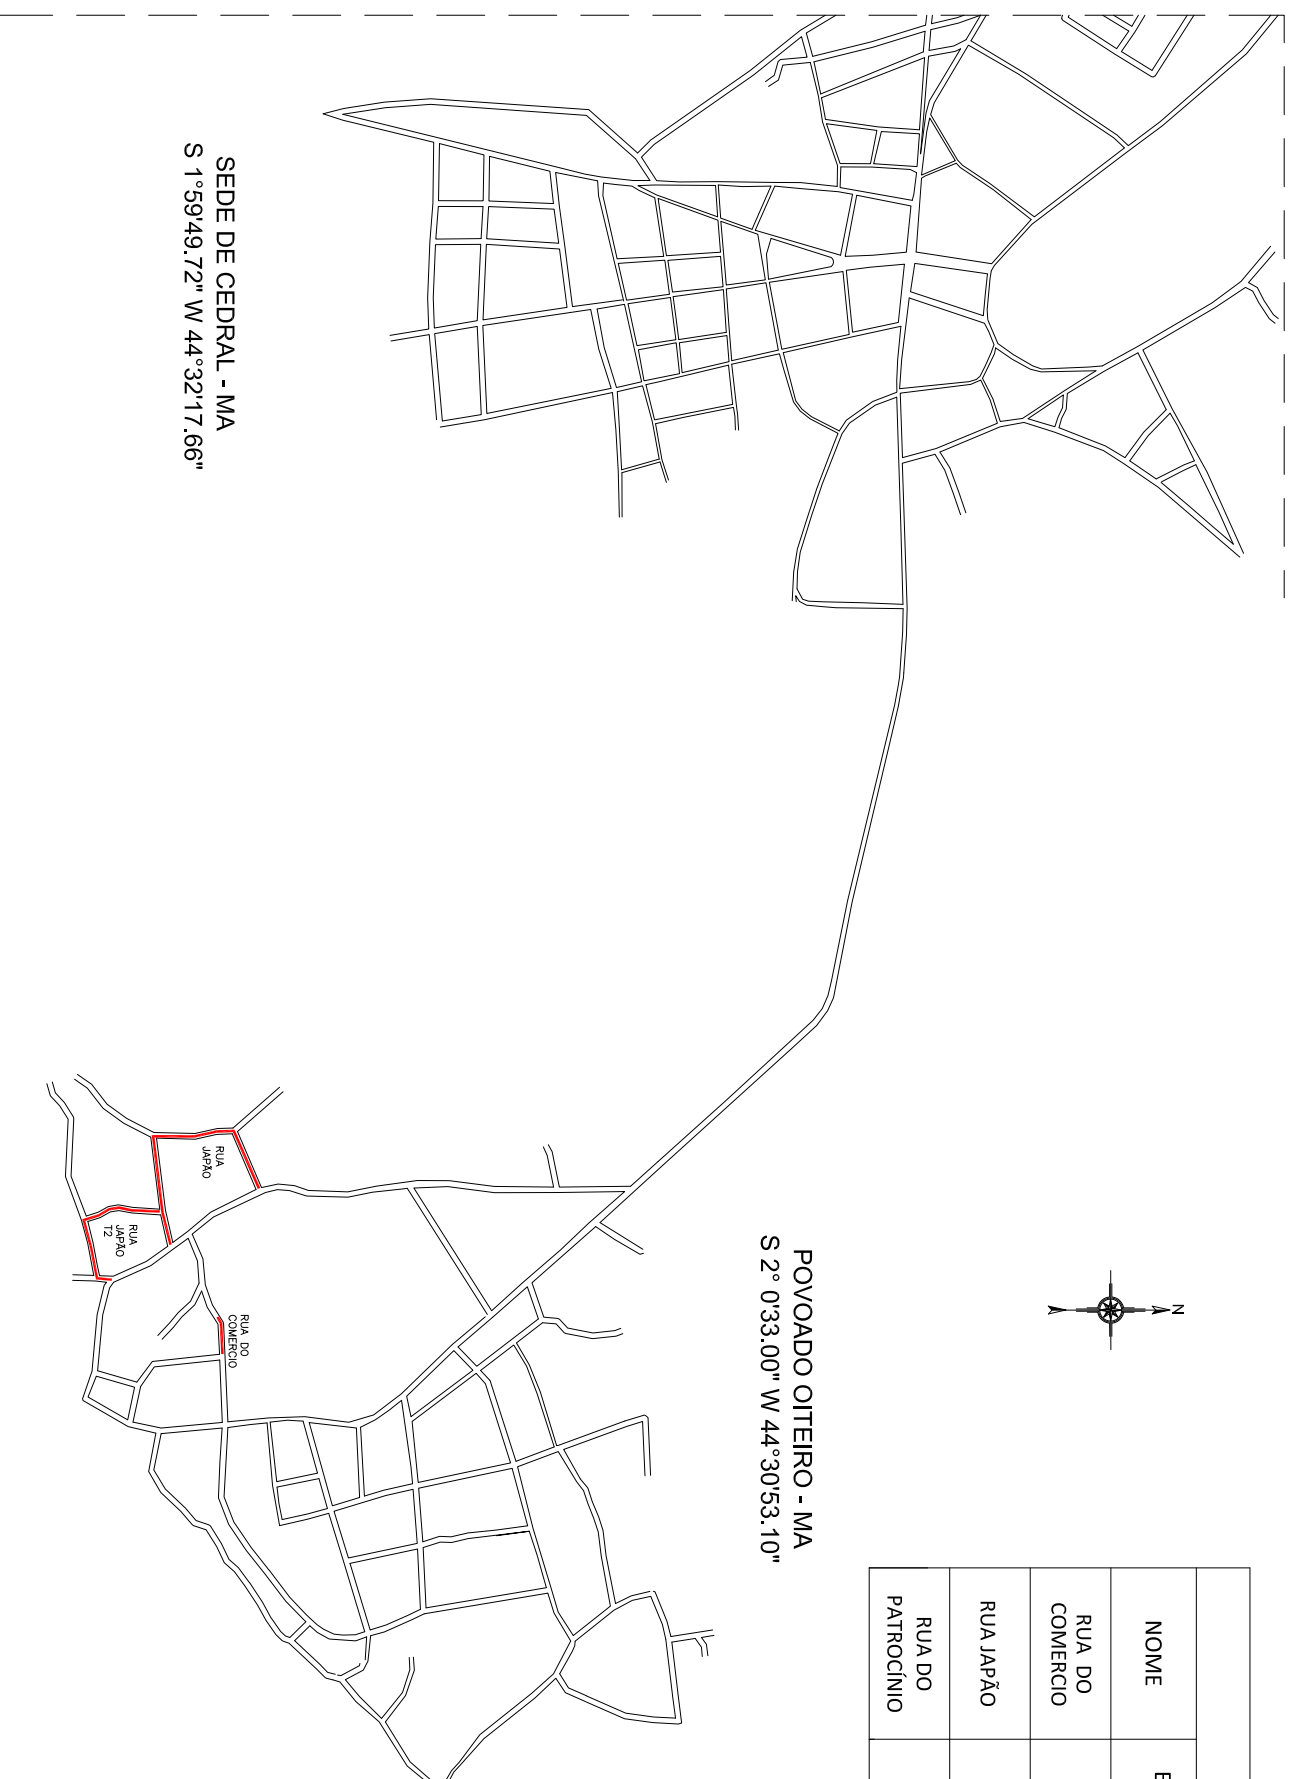 SEDE DE CEDRAL - MA
S 1°59'49.72" W 44°32'17.66"
N
POVOADO OITEIRO - MA
S 2° 0'33.00" W 44°30'53.10"
RUA
JAPÃO
RUA
JAPÃO
T2
RUA DO
COMERCIO
NOME
E
RUA DO
COMERCIO
RUA JAPÃO
RUA DO
PATROCÍNIO